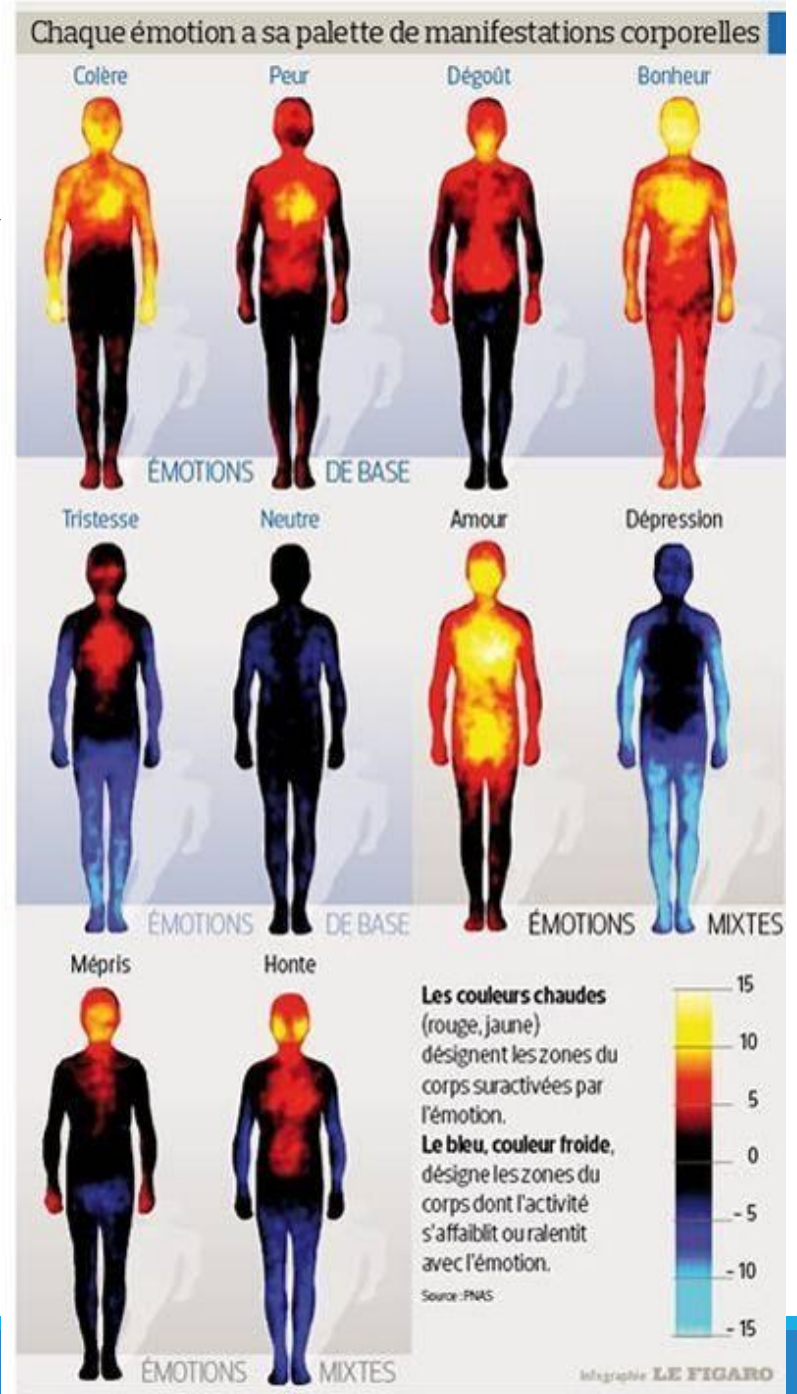 Chaque émotion a sa palette de manifestations corporelles
Colère
Peur
Dégoût
Bonheur
ÉMOTIONS DE BASE
Tristesse
Neutre
Amour
Dépression
ÉMOTIONS DE BASE
ÉMOTIONS MIXTES
Mépris
Honte
Les couleurs chaudes
(rouge, jaune)
désignent les zones du
corps suractivées par
l'émotion.
Le bleu, couleur froide,
désigne les zones du
corps dont l'activité
s'affaiblit ou ralentit
avec l'émotion.
Source : PNAS
15
10
5
0
- 5
- 10
- 15
ÉMOTIONS MIXTES
Infographie LE FIGARO